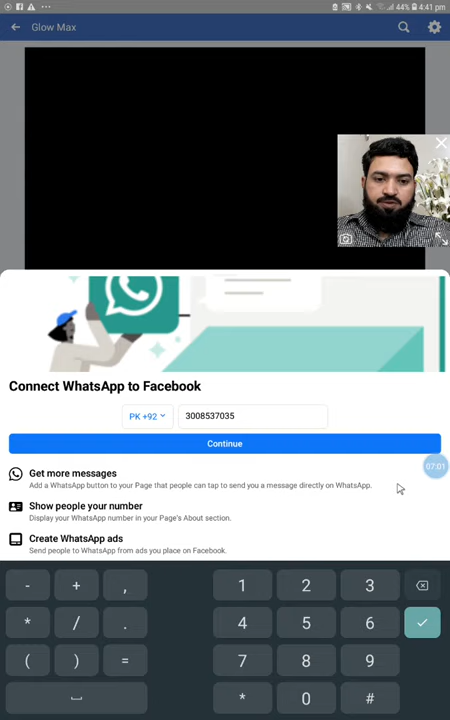 44% 4:41 pm
Glow Max
Connect WhatsApp to Facebook
PK +92 3008537035
Continue
07:01
Get more messages
Add a WhatsApp button to your Page that people can tap to send you a message directly on WhatsApp.
Show people your number
Display your WhatsApp number in your Page's About section.
Create WhatsApp ads
Send people to WhatsApp from ads you place on Facebook.
- + , 1 2 3
* / . 4 5 6
( ) = 7 8 9
* 0 #